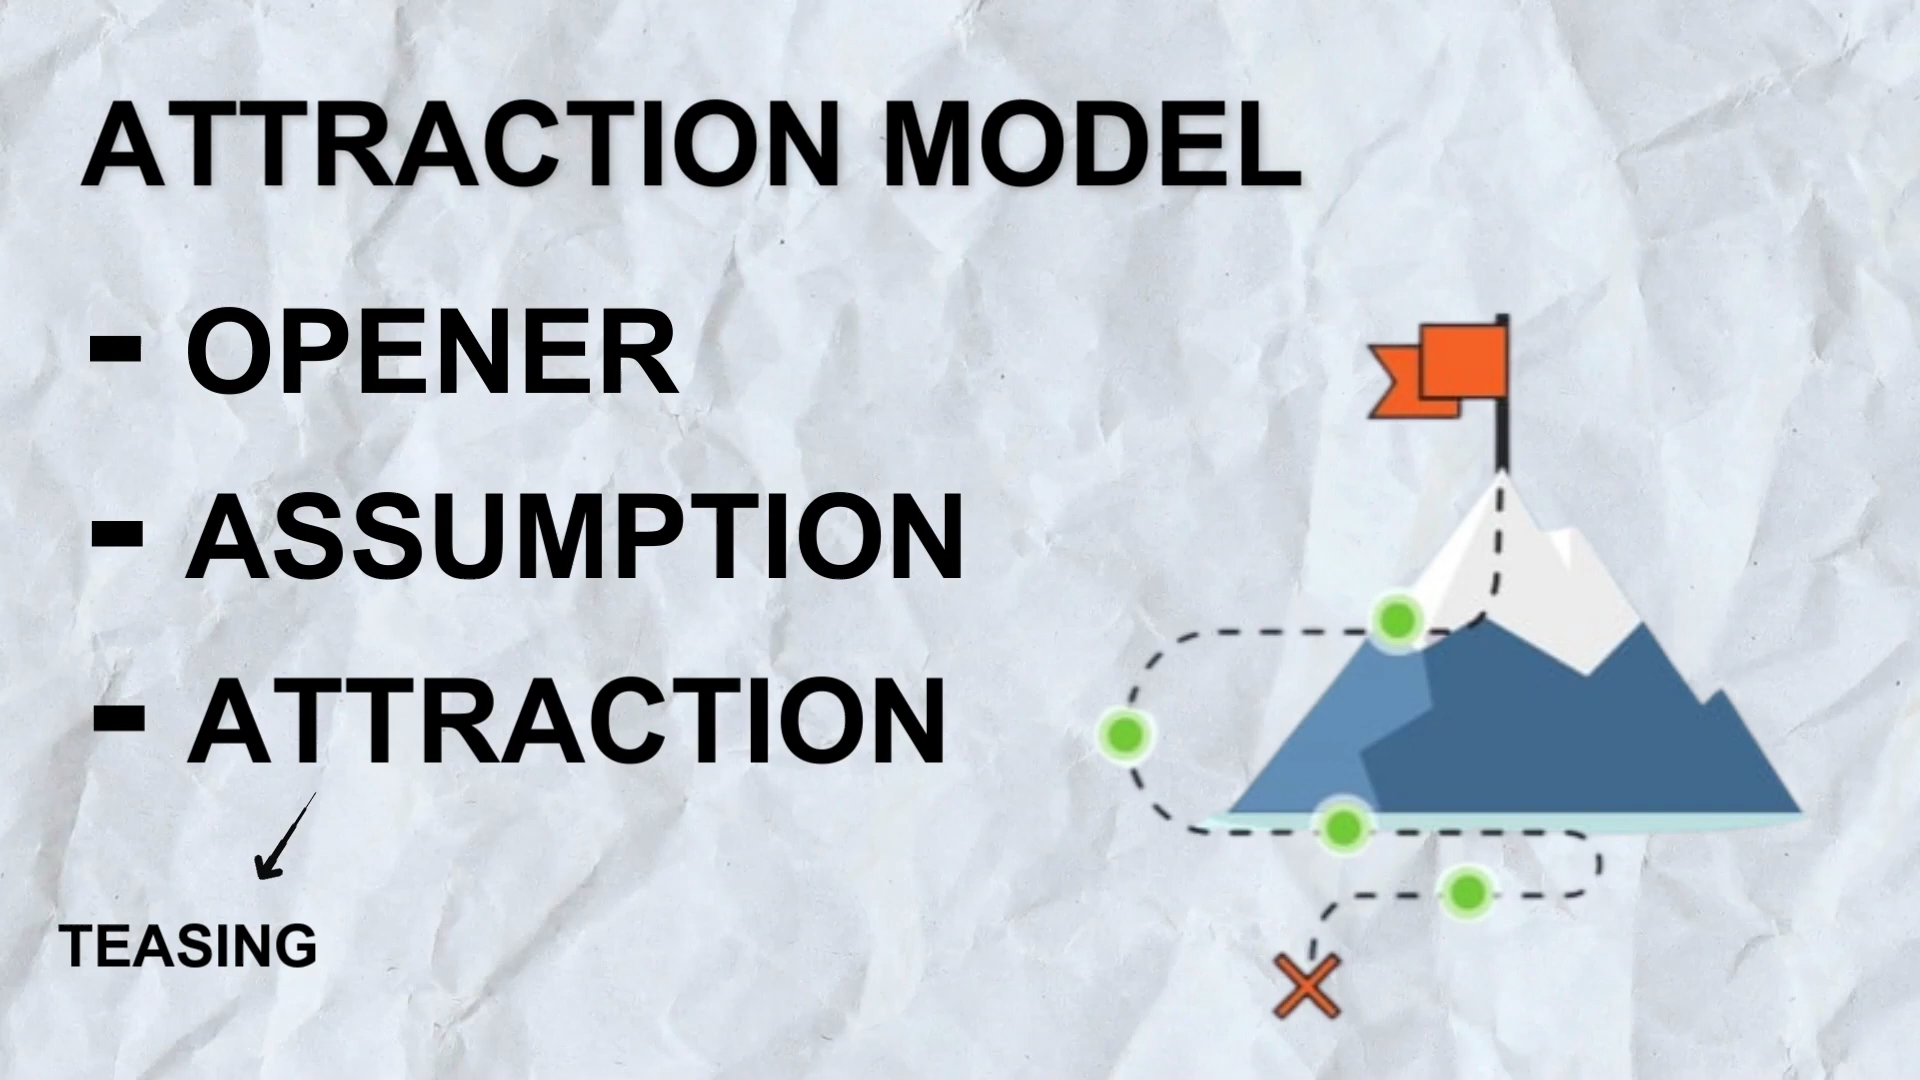 ATTRACTION MODEL
- OPENER
- ASSUMPTION
- ATTRACTION
TEASING